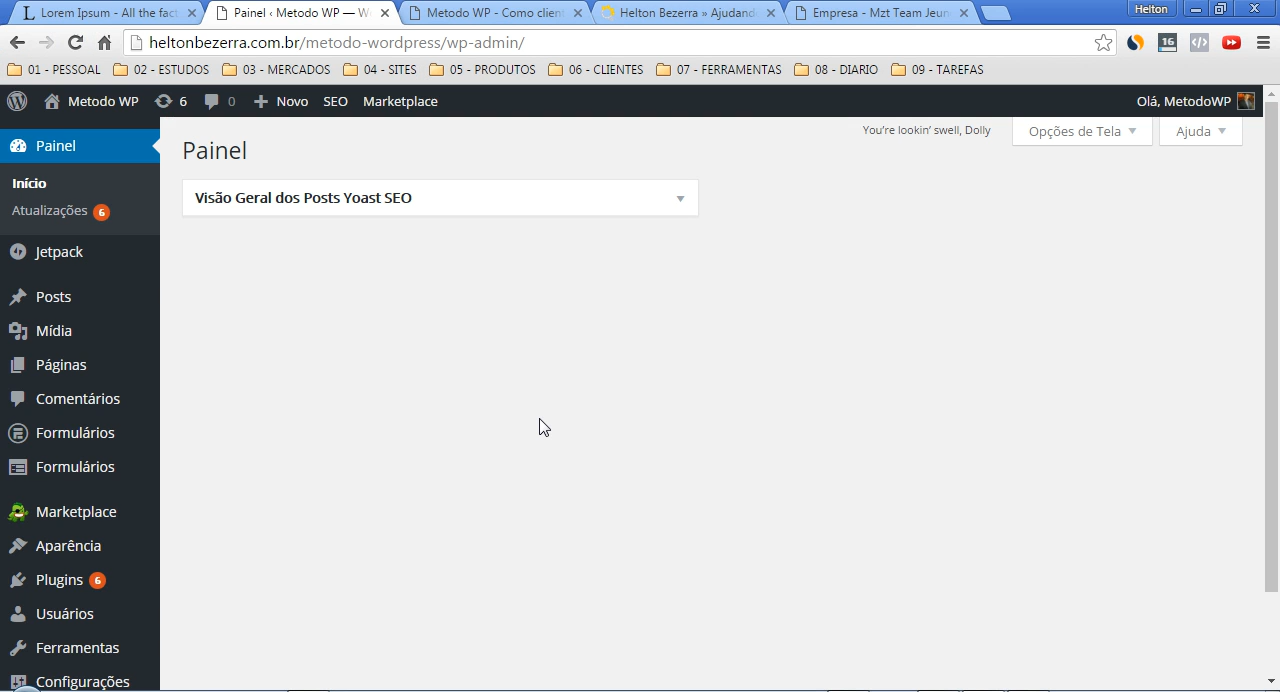 Lorem Ipsum - All the fact
Painel ‹ Metodo WP — W
Metodo WP - Como clien
Helton Bezerra » Ajudand
Empresa - Mzt Team Jeun
Helton
heltonbezerra.com.br/metodo-wordpress/wp-admin/
16
01 - PESSOAL
02 - ESTUDOS
03 - MERCADOS
04 - SITES
05 - PRODUTOS
06 - CLIENTES
07 - FERRAMENTAS
08 - DIARIO
09 - TAREFAS
Metodo WP
6
0
Novo
SEO
Marketplace
Olá, MetodoWP
You’re lookin’ swell, Dolly
Opções de Tela
Ajuda
Painel
Visão Geral dos Posts Yoast SEO
Painel
Início
Atualizações 6
Jetpack
Posts
Mídia
Páginas
Comentários
Formulários
Formulários
Marketplace
Aparência
Plugins 6
Usuários
Ferramentas
Configurações